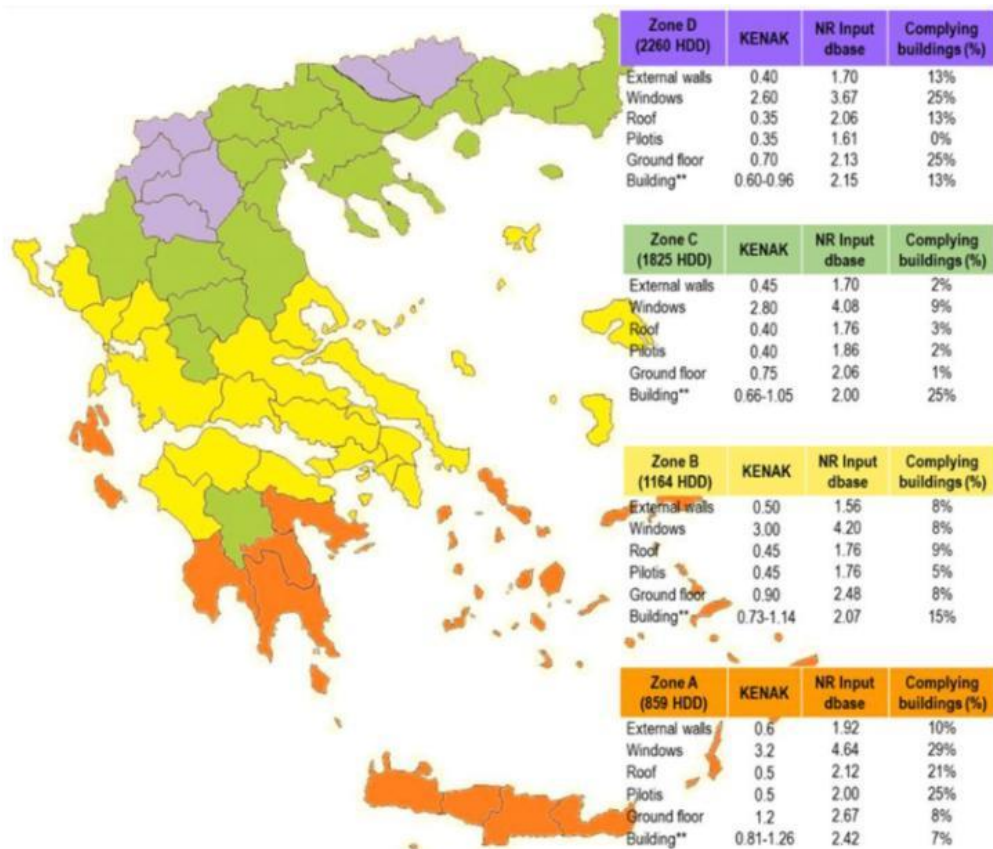 Zone D (2260 HDD) KENAK NR Input dbase Complying buildings (%)
External walls 0.40 1.70 13%
Windows 2.60 3.67 25%
Roof 0.35 2.06 13%
Pilotis 0.35 1.61 0%
Ground floor 0.70 2.13 25%
Building** 0.60-0.96 2.15 13%
Zone C (1825 HDD) KENAK NR Input dbase Complying buildings (%)
External walls 0.45 1.70 2%
Windows 2.80 4.08 9%
Roof 0.40 1.76 3%
Pilotis 0.40 1.86 2%
Ground floor 0.75 2.06 1%
Building** 0.66-1.05 2.00 25%
Zone B (1164 HDD) KENAK NR Input dbase Complying buildings (%)
External walls 0.50 1.56 8%
Windows 3.00 4.20 8%
Roof 0.45 1.76 9%
Pilotis 0.45 1.76 5%
Ground floor 0.90 2.48 8%
Building** 0.73-1.14 2.07 15%
Zone A (859 HDD) KENAK NR Input dbase Complying buildings (%)
External walls 0.6 1.92 10%
Windows 3.2 4.64 29%
Roof 0.5 2.12 21%
Pilotis 0.5 2.00 25%
Ground floor 1.2 2.67 8%
Building** 0.81-1.26 2.42 7%